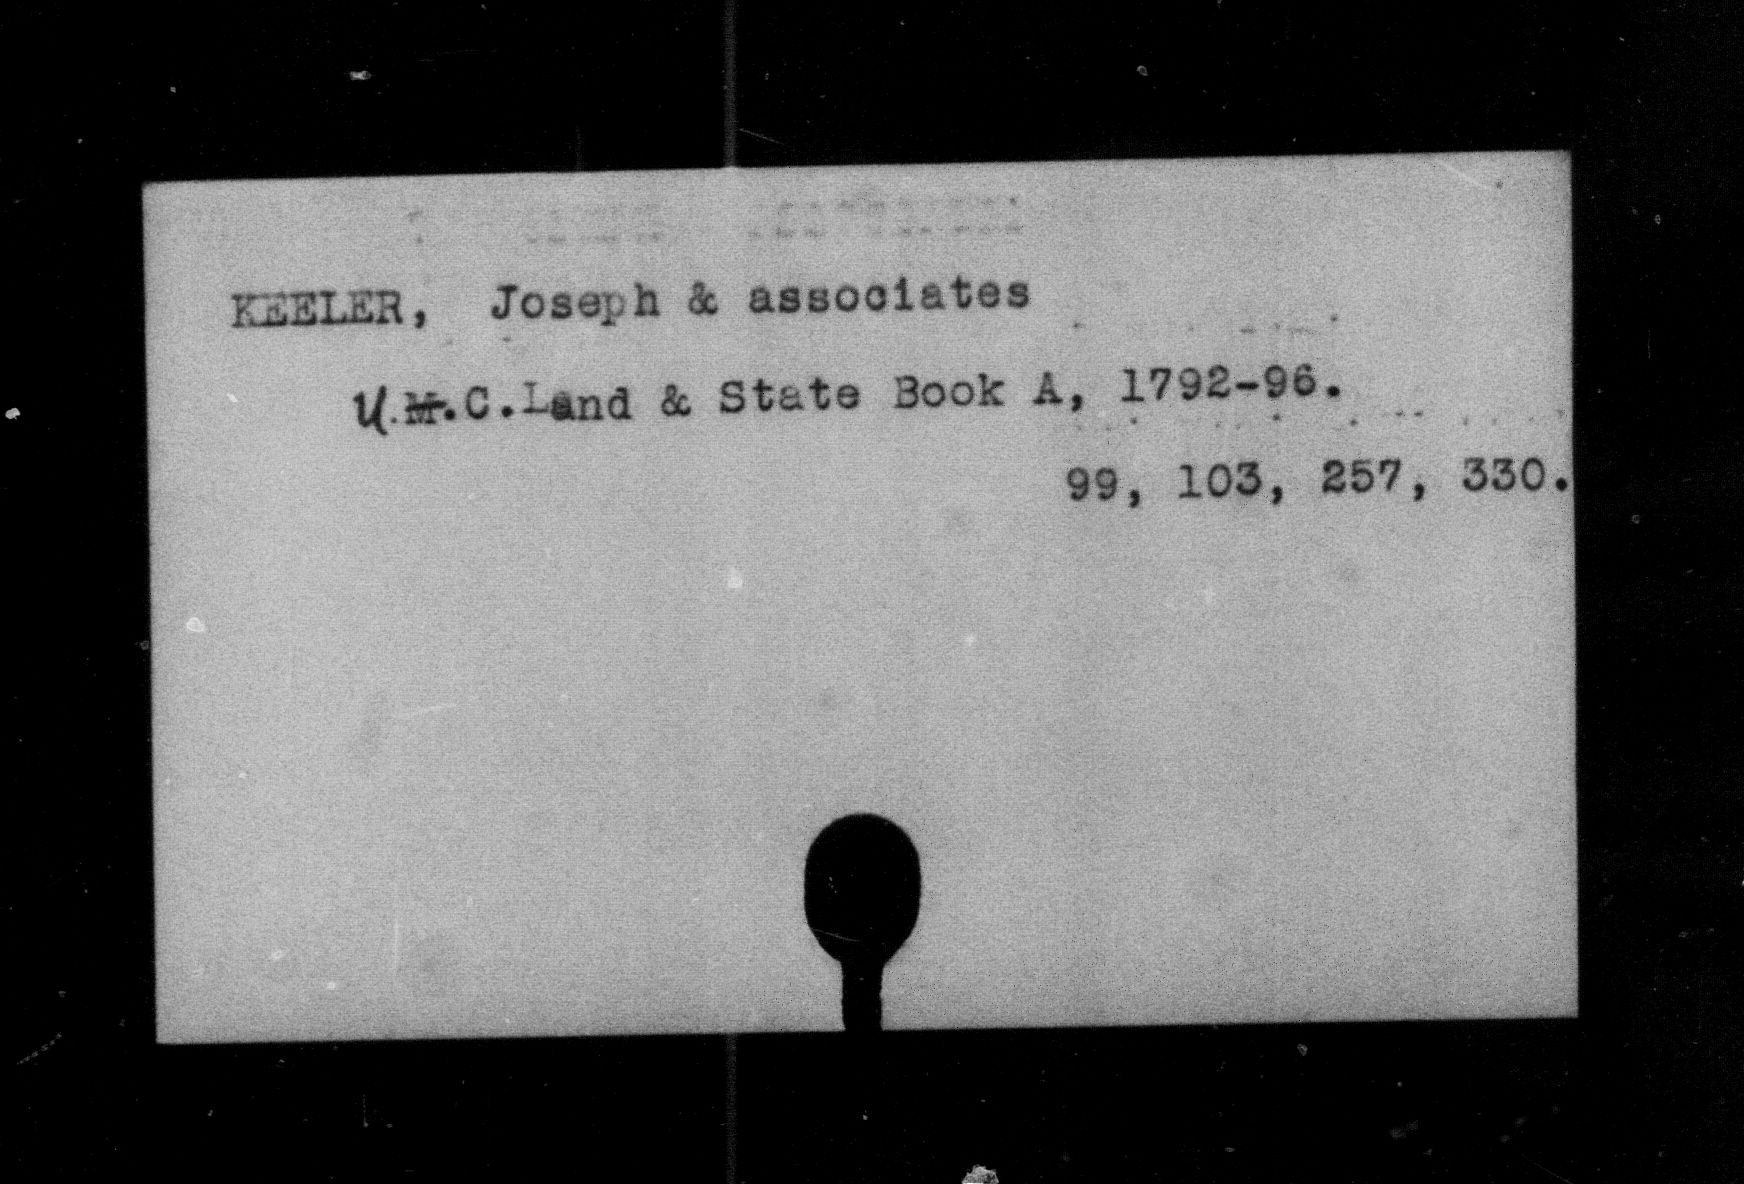 KEELER, Joseph & associates
U.M.C.Land & State Book A, 1792-96.
99, 103, 257, 330.